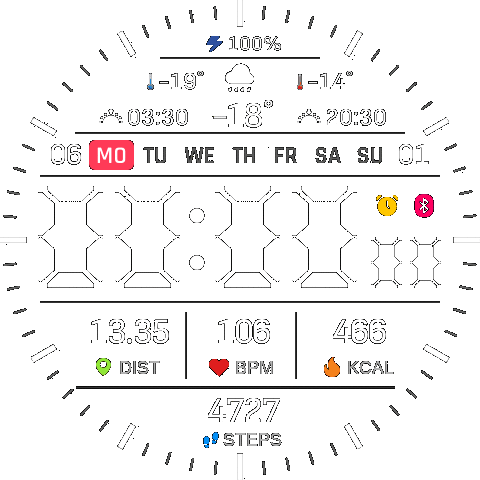 100%
-19° -14°
03:30 -18° 20:30
06 MO TU WE TH FR SA SU 01
13.35 106 466
DIST BPM KCAL
4727
STEPS